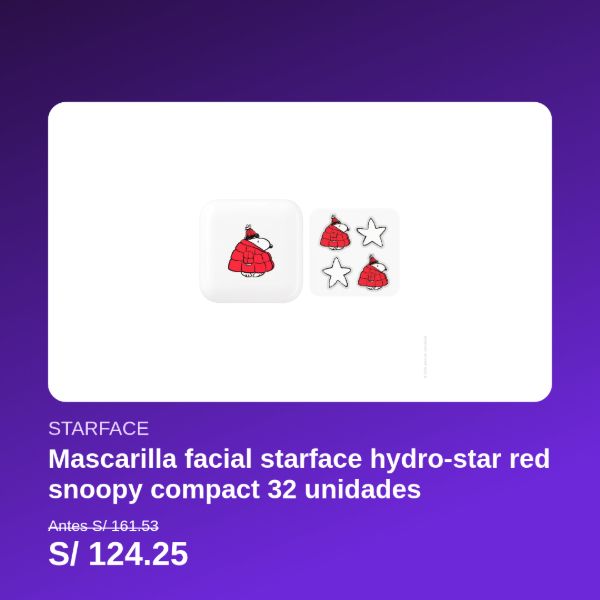 STARFACE
Mascarilla facial starface hydro-star red
snoopy compact 32 unidades
Antes S/ 161.53
S/ 124.25